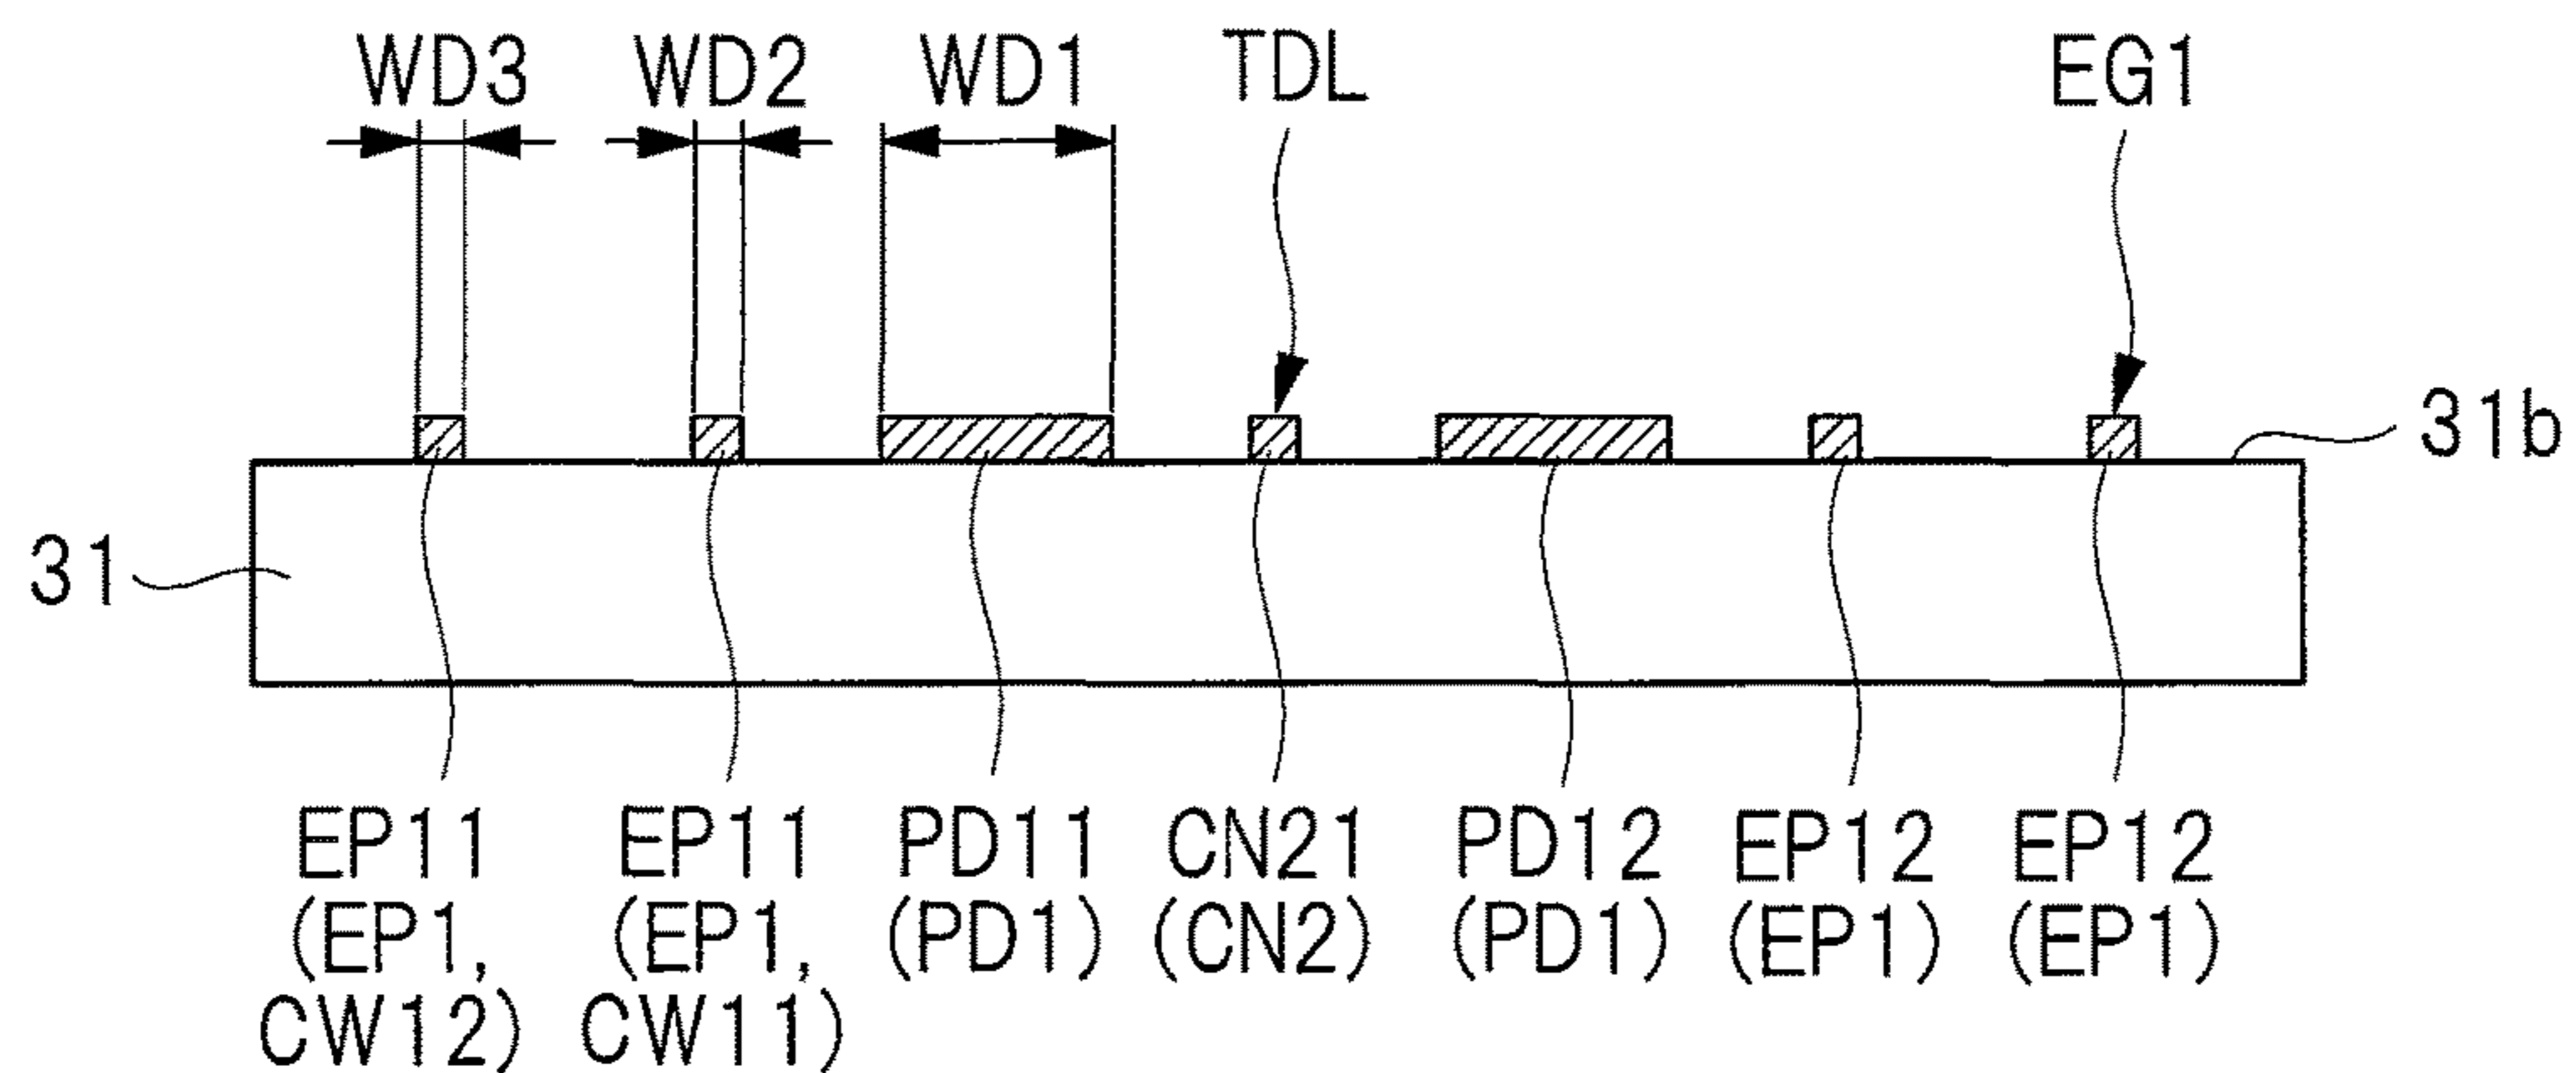 WD3 WD2 WD1 TDL EG1
31b
31
EP11 EP11 PD11 CN21 PD12 EP12 EP12
(EP1, (EP1, (PD1) (CN2) (PD1) (EP1) (EP1)
CW12) CW11)